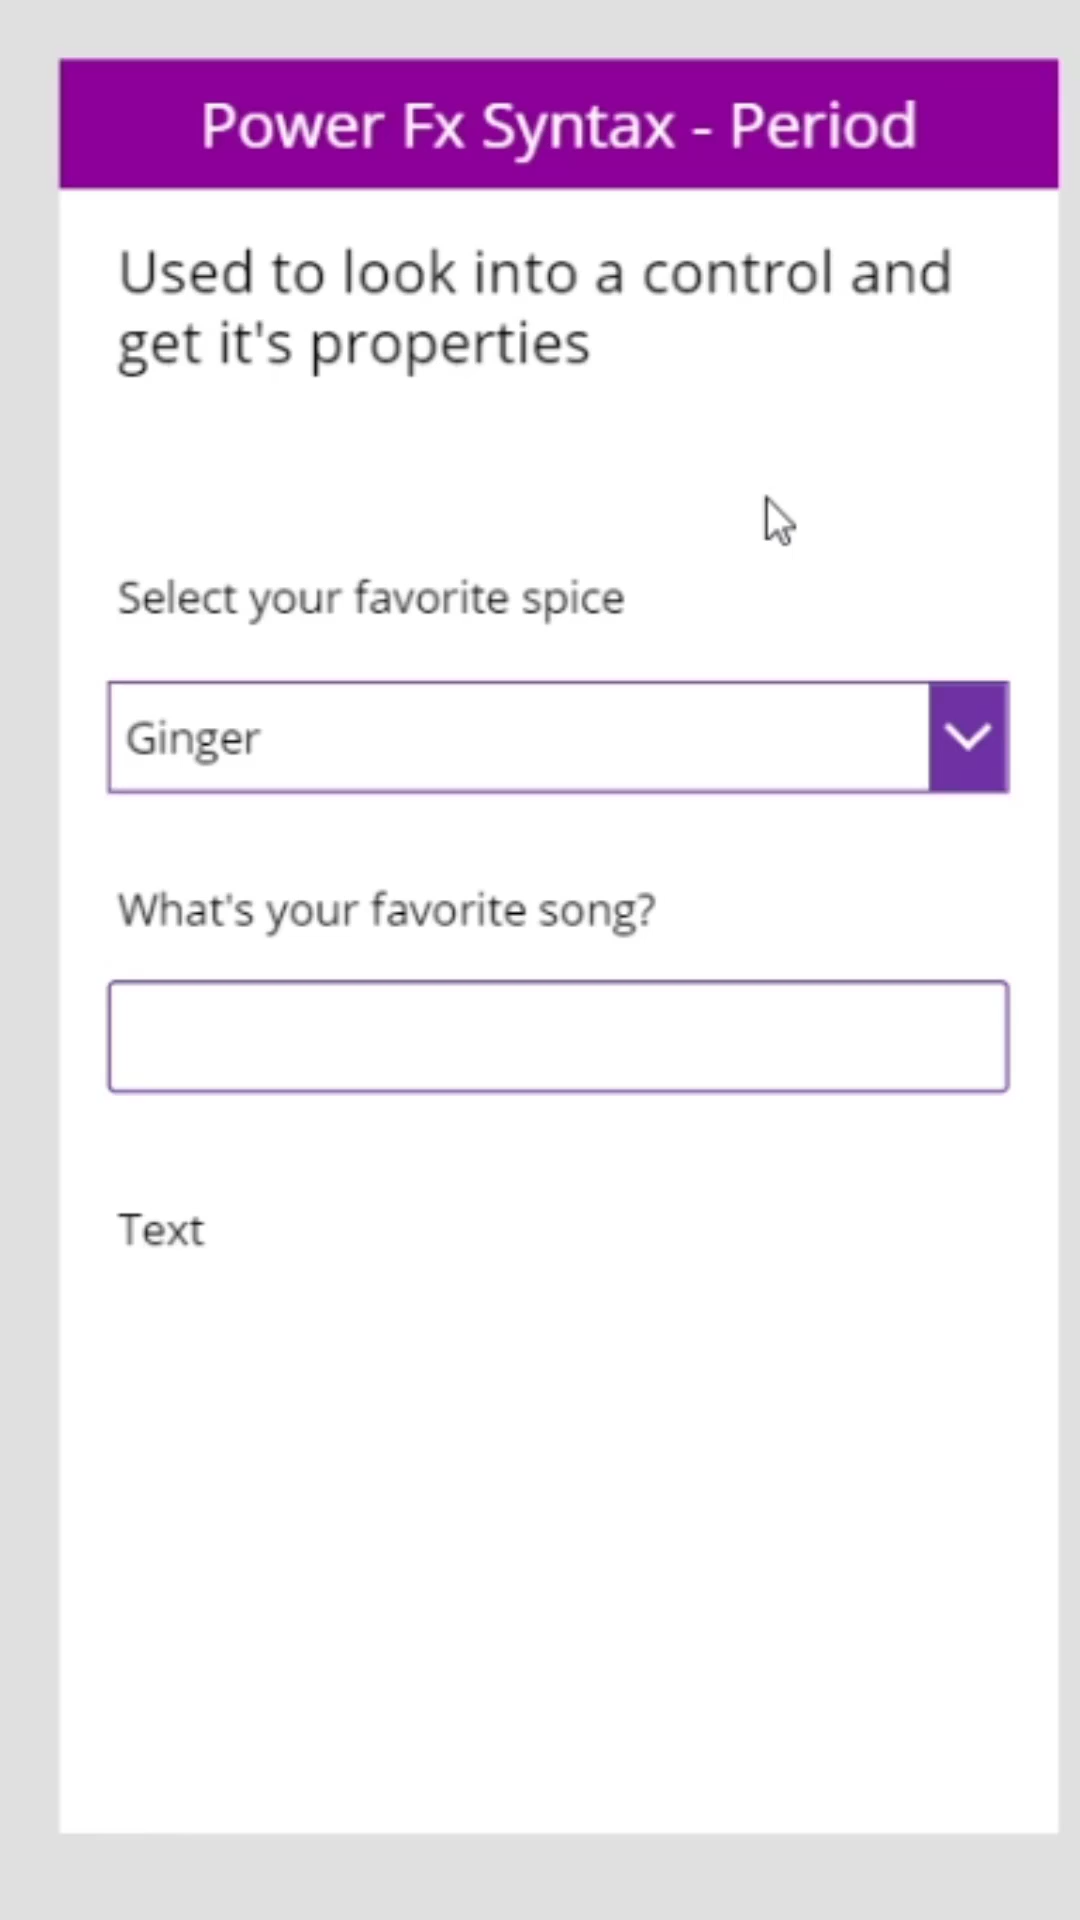 Power Fx Syntax - Period
Used to look into a control and
get it's properties
Select your favorite spice
Ginger
What's your favorite song?
Text